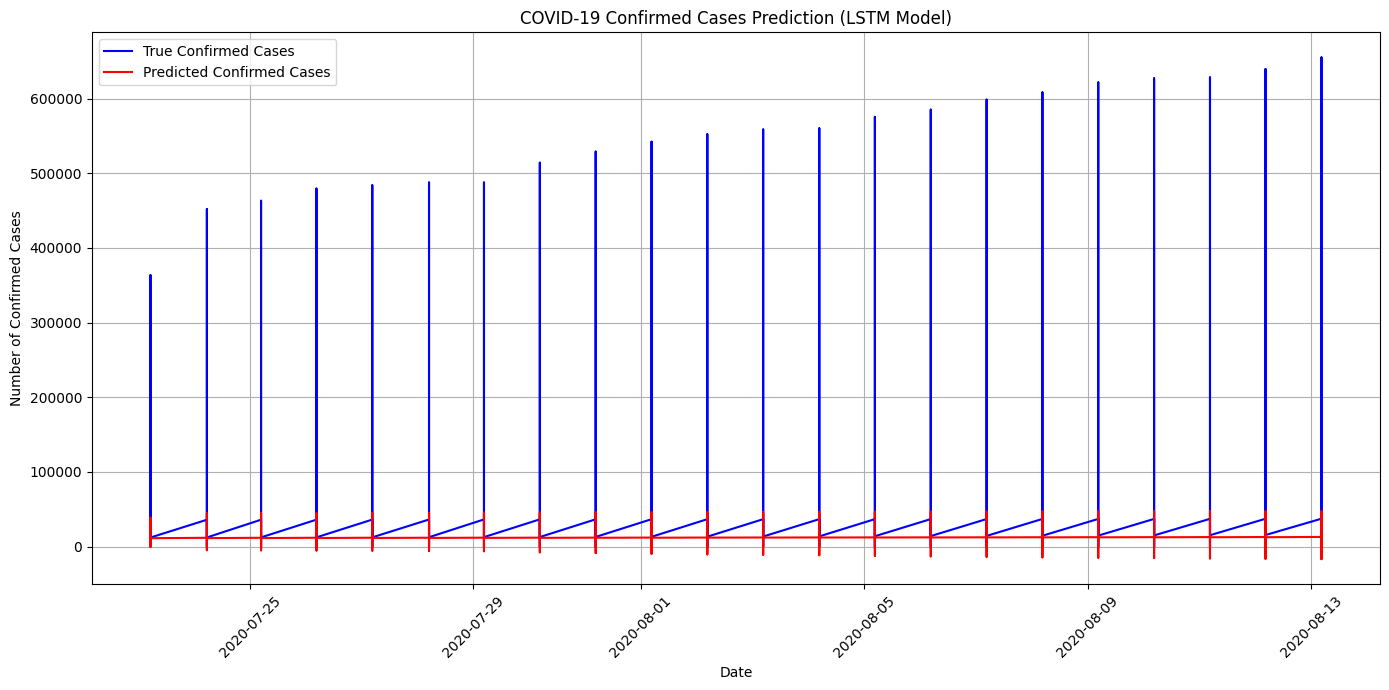 COVID-19 Confirmed Cases Prediction (LSTM Model)
True Confirmed Cases
Predicted Confirmed Cases
Number of Confirmed Cases
600000
500000
400000
300000
200000
100000
0
2020-07-25
2020-07-29
2020-08-01
2020-08-05
2020-08-09
2020-08-13
Date